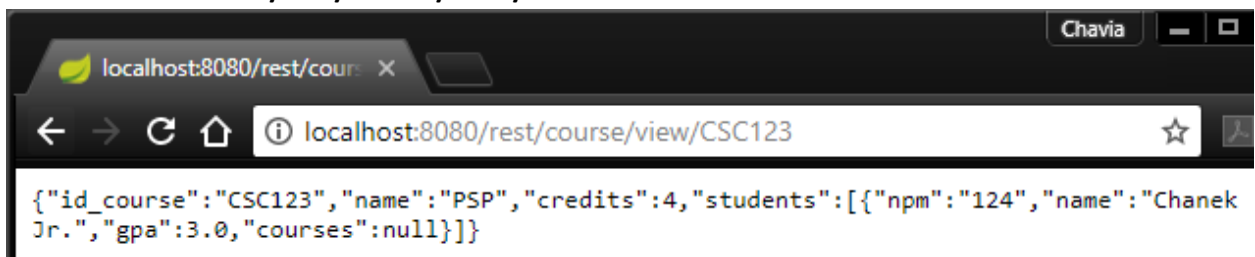 Chavia
localhost:8080/rest/cour
localhost:8080/rest/course/view/CSC123
{"id_course":"CSC123","name":"PSP","credits":4,"students":[{"npm":"124","name":"Chanek
Jr.","gpa":3.0,"courses":null}]}